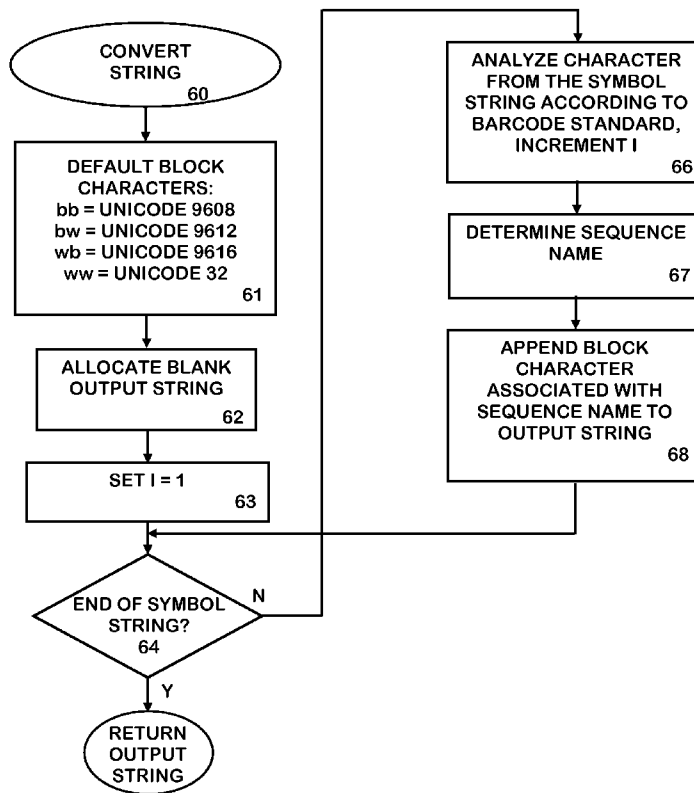 CONVERT
STRING
60
DEFAULT BLOCK
CHARACTERS:
bb = UNICODE 9608
bw = UNICODE 9612
wb = UNICODE 9616
ww = UNICODE 32
61
ALLOCATE BLANK
OUTPUT STRING
62
SET I = 1
63
END OF SYMBOL
STRING?
64
N
Y
RETURN
OUTPUT
STRING
ANALYZE CHARACTER
FROM THE SYMBOL
STRING ACCORDING TO
BARCODE STANDARD,
INCREMENT I
66
DETERMINE SEQUENCE
NAME
67
APPEND BLOCK
CHARACTER
ASSOCIATED WITH
SEQUENCE NAME TO
OUTPUT STRING
68